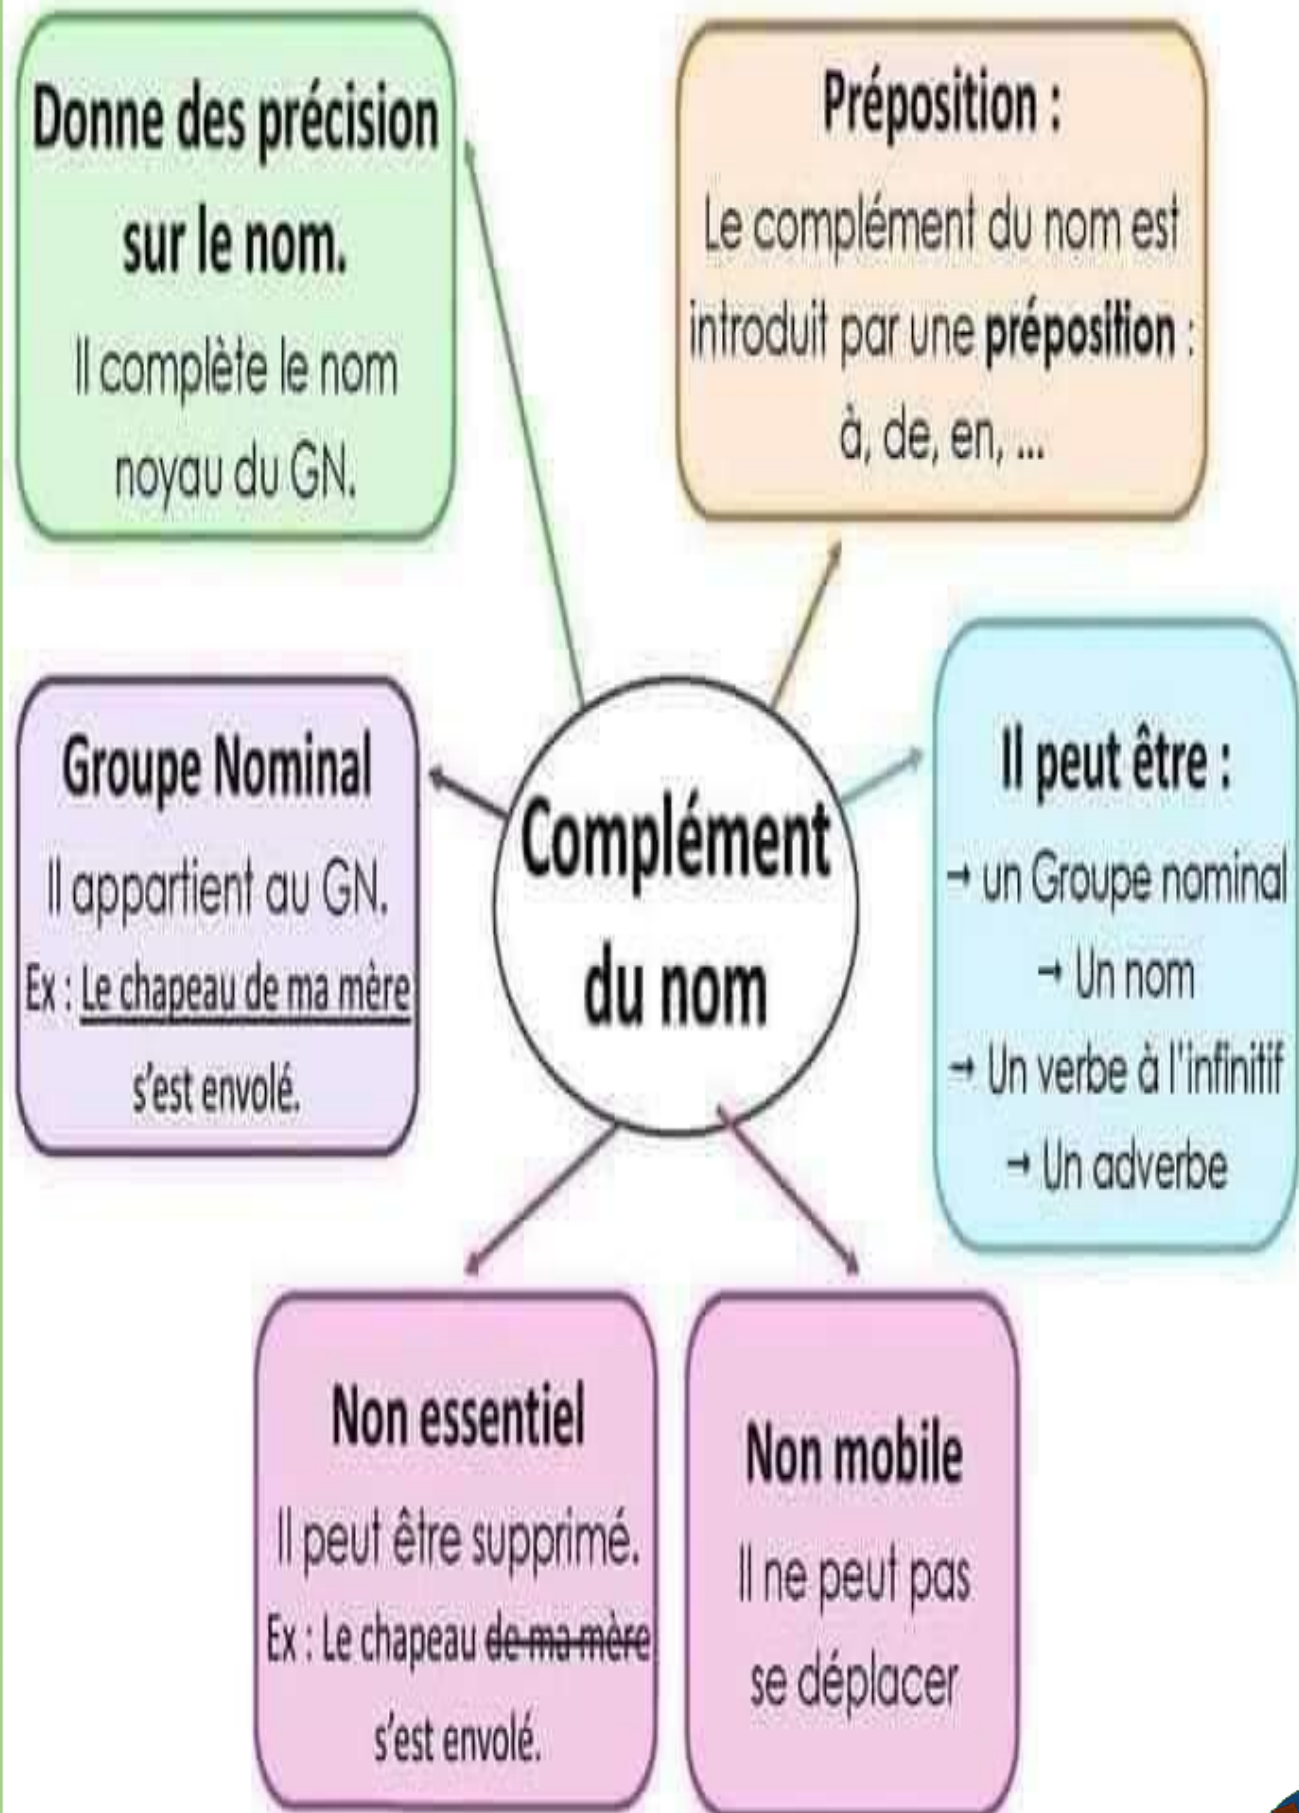 Donne des précision
sur le nom.
Il complète le nom
noyau du GN.
Préposition :
Le complément du nom est
introduit par une préposition :
à, de, en, ...
Groupe Nominal
Il appartient au GN.
Ex : Le chapeau de ma mère
s'est envolé.
Complément
du nom
Il peut être :
→ un Groupe nominal
→ Un nom
→ Un verbe à l'infinitif
→ Un adverbe
Non essentiel
Il peut être supprimé.
Ex : Le chapeau de ma mère
s'est envolé.
Non mobile
Il ne peut pas
se déplacer